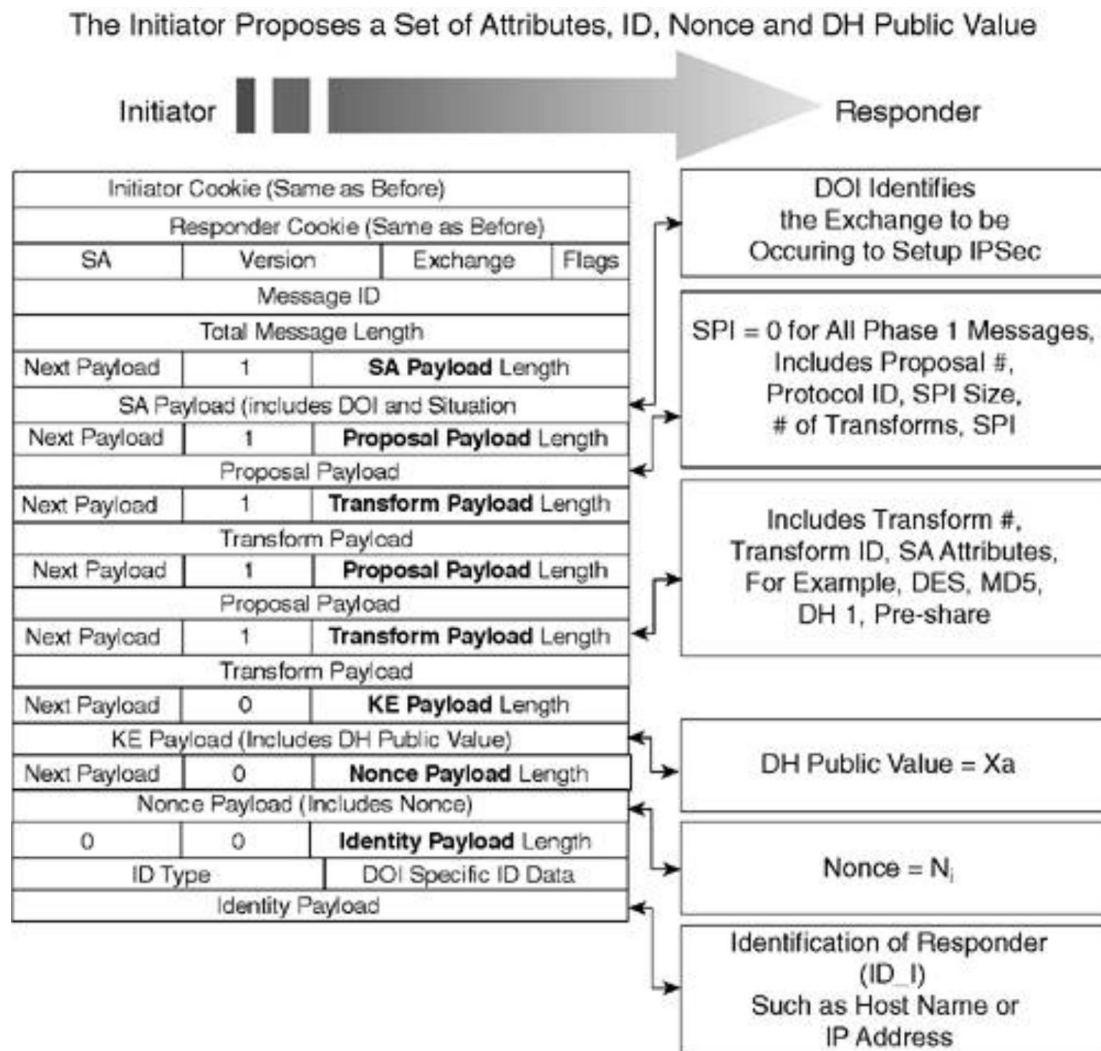 The Initiator Proposes a Set of Attributes, ID, Nonce and DH Public Value
Initiator
Responder
Initiator Cookie (Same as Before)
Responder Cookie (Same as Before)
SA Version Exchange Flags
Message ID
Total Message Length
Next Payload 1 SA Payload Length
SA Payload (includes DOI and Situation
Next Payload 1 Proposal Payload Length
Proposal Payload
Next Payload 1 Transform Payload Length
Transform Payload
Next Payload 1 Proposal Payload Length
Proposal Payload
Next Payload 1 Transform Payload Length
Transform Payload
Next Payload 0 KE Payload Length
KE Payload (Includes DH Public Value)
Next Payload 0 Nonce Payload Length
Nonce Payload (Includes Nonce)
0 0 Identity Payload Length
ID Type DOI Specific ID Data
Identity Payload
DOI Identifies
the Exchange to be
Occuring to Setup IPSec
SPI = 0 for All Phase 1 Messages,
Includes Proposal #,
Protocol ID, SPI Size,
# of Transforms, SPI
Includes Transform #,
Transform ID, SA Attributes,
For Example, DES, MD5,
DH 1, Pre-share
DH Public Value = Xa
Nonce = Ni
Identification of Responder
(ID_I)
Such as Host Name or
IP Address